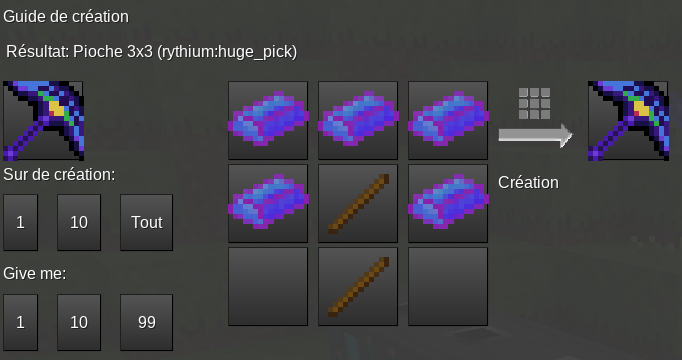 Guide de création
Résultat: Pioche 3x3 (rythium:huge_pick)
Sur de création:
1 10 Tout
Création
Give me:
1 10 99